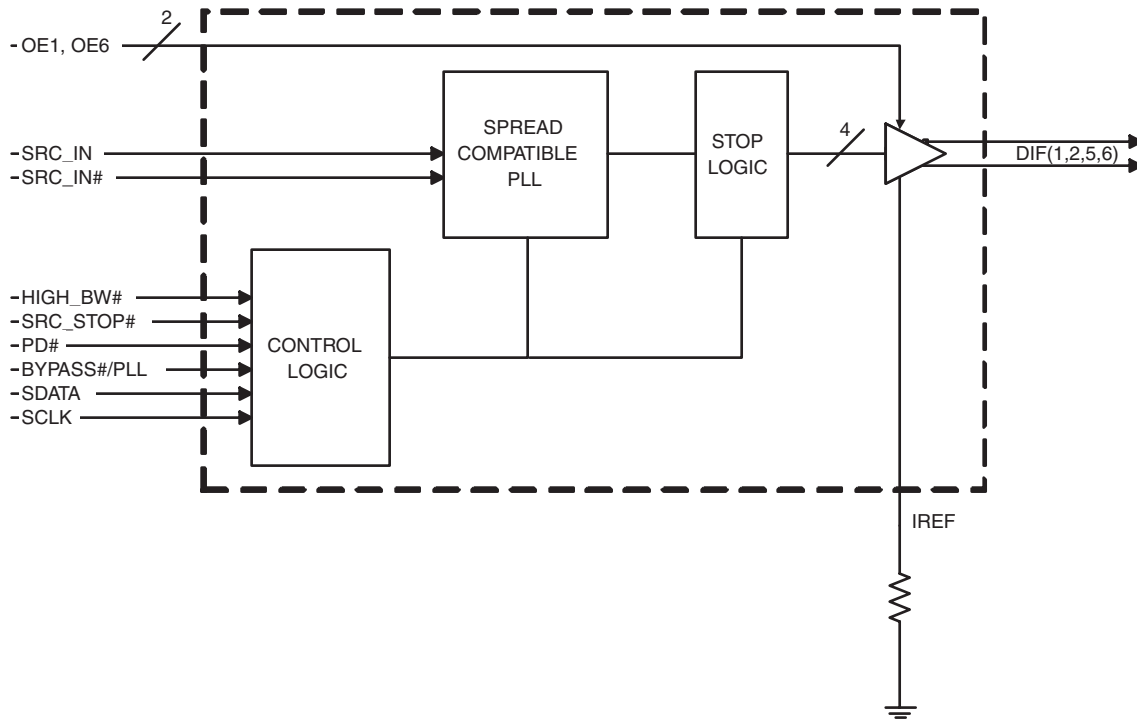 2
-OE1, OE6
SPREAD
COMPATIBLE
PLL
STOP
LOGIC
4
DIF(1,2,5,6)
-SRC_IN
-SRC_IN#
-HIGH_BW#
-SRC_STOP#
-PD#
-BYPASS#/PLL
-SDATA
-SCLK
CONTROL
LOGIC
IREF